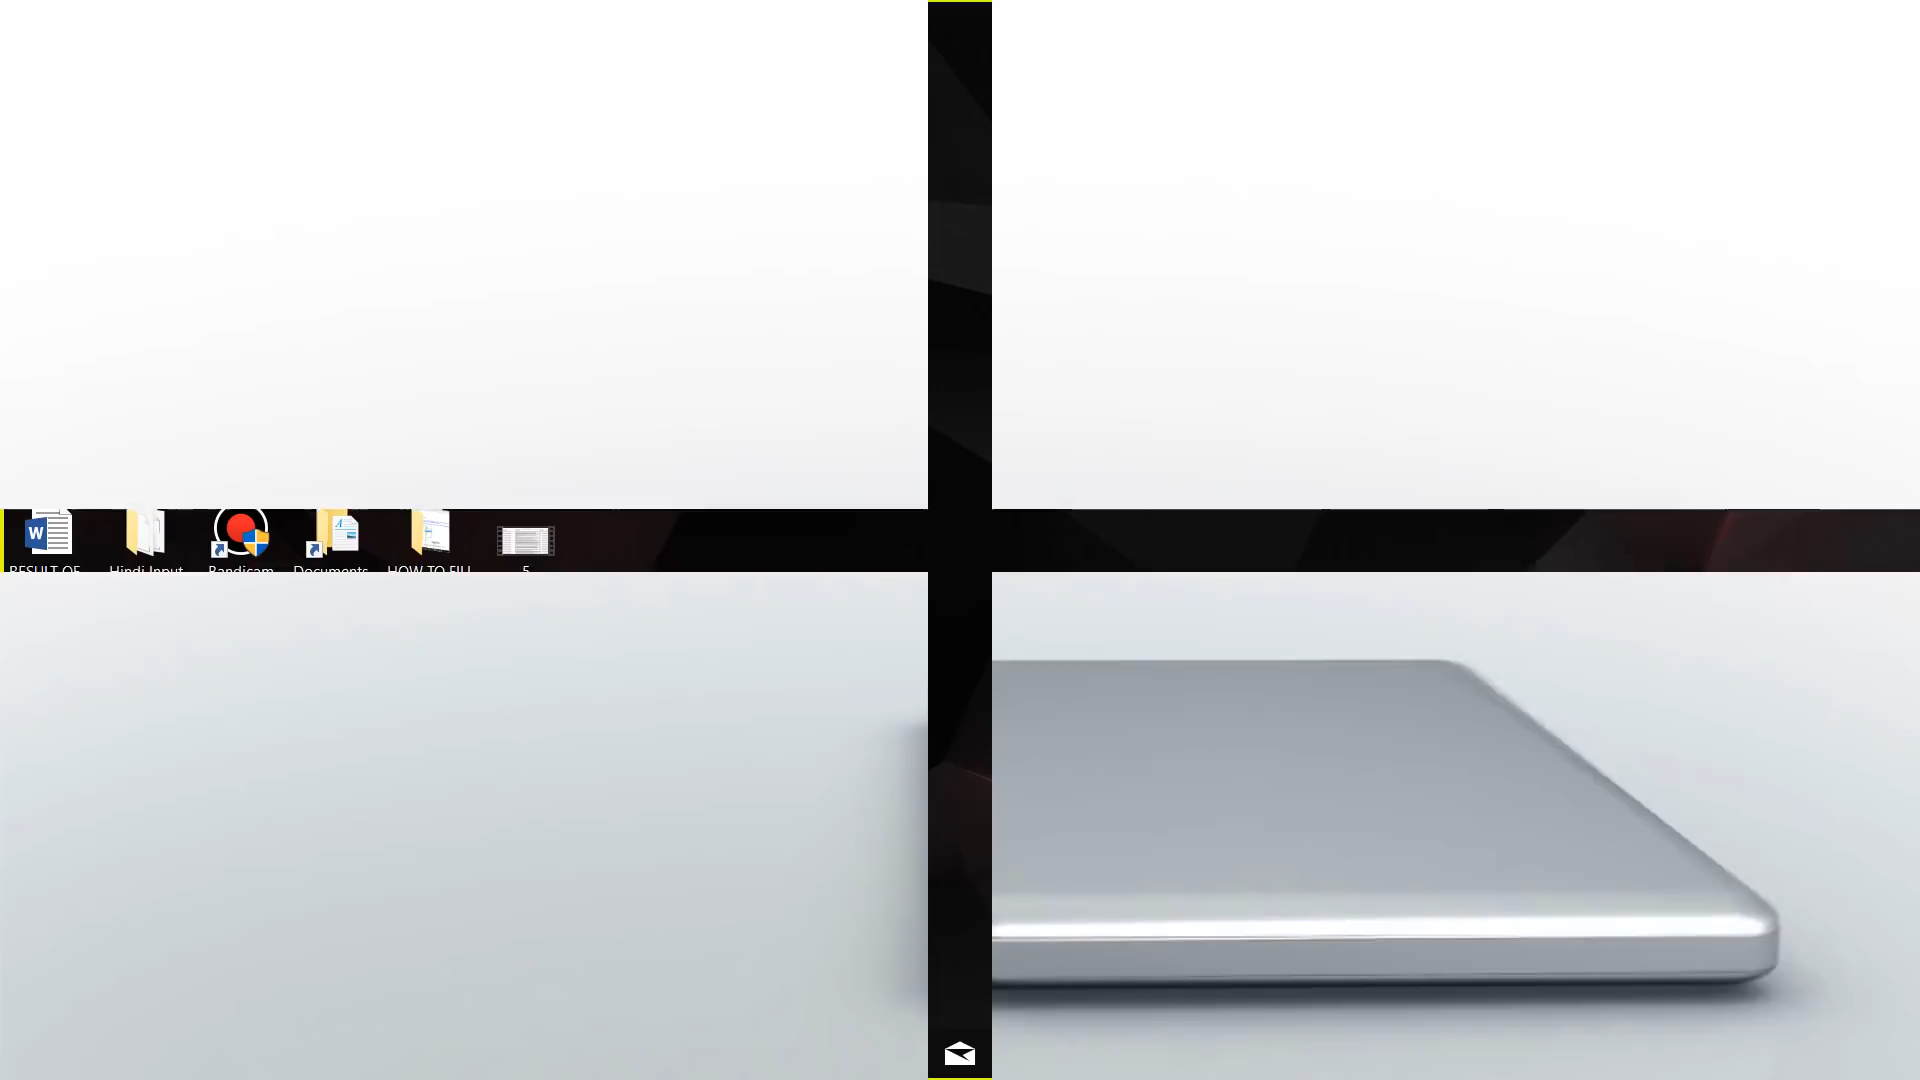 W
A
RESULT OF
Hindi Input
Bandicam
Documents
HOW TO FILL
5